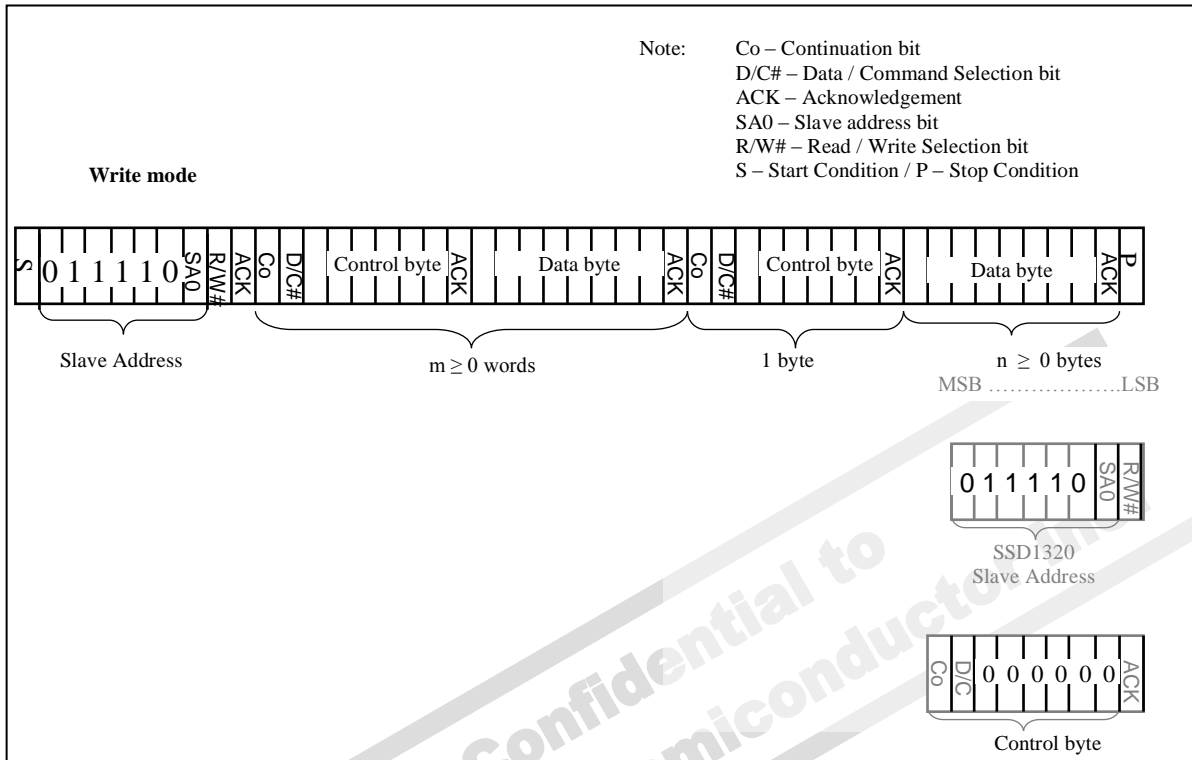 Note: Co – Continuation bit
D/C# – Data / Command Selection bit
ACK – Acknowledgement
SA0 – Slave address bit
R/W# – Read / Write Selection bit
S – Start Condition / P – Stop Condition
Write mode
S 0 1 1 1 1 0 SA0 R/W# ACK Co D/C# Control byte ACK Data byte ACK Co D/C# Control byte ACK Data byte ACK P
Slave Address m ≥ 0 words 1 byte n ≥ 0 bytes
MSB ………………….LSB
0 1 1 1 1 0 SA0 R/W#
SSD1320
Slave Address
Co D/C 0 0 0 0 0 0 ACK
Control byte
Confidential to